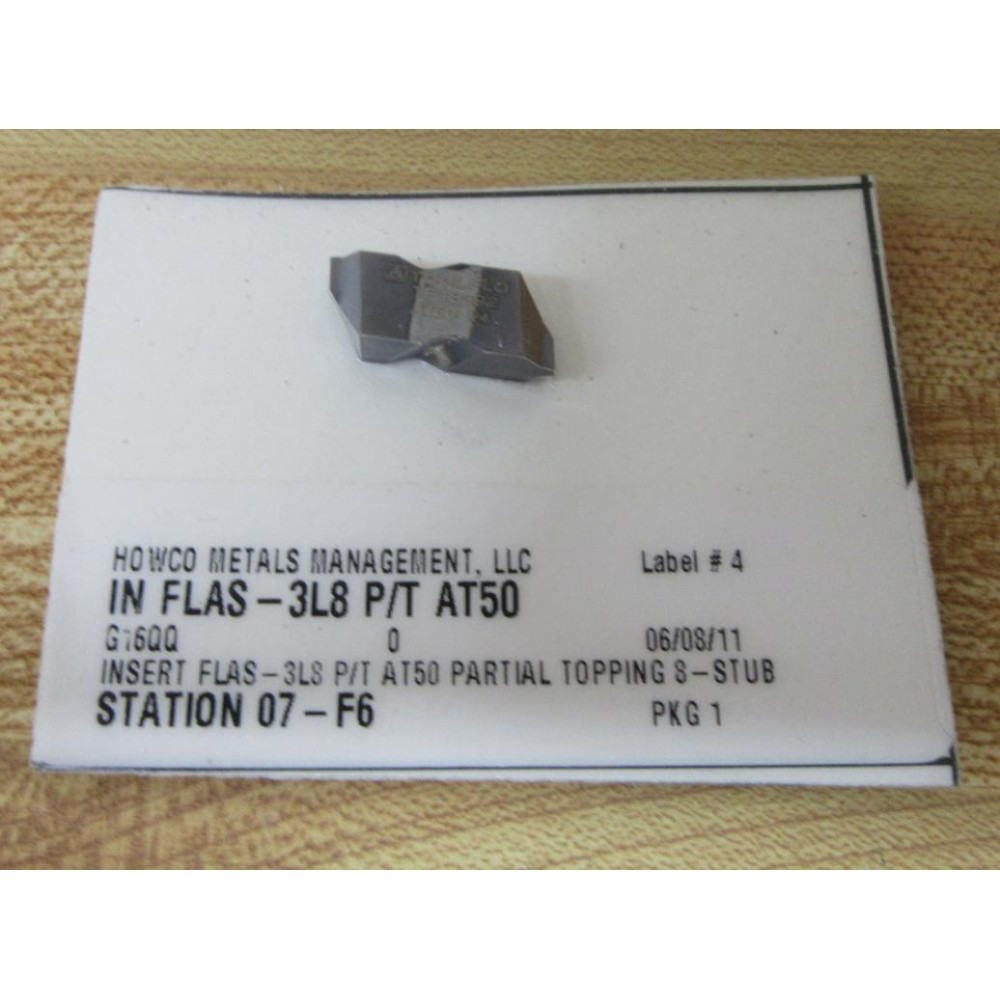 HOWCO METALS MANAGEMENT, LLC Label # 4
IN FLAS-3L8 P/T AT50
G16QQ 0 06/08/11
INSERT FLAS-3L8 P/T AT50 PARTIAL TOPPING 8-STUB
STATION 07-F6 PKG 1